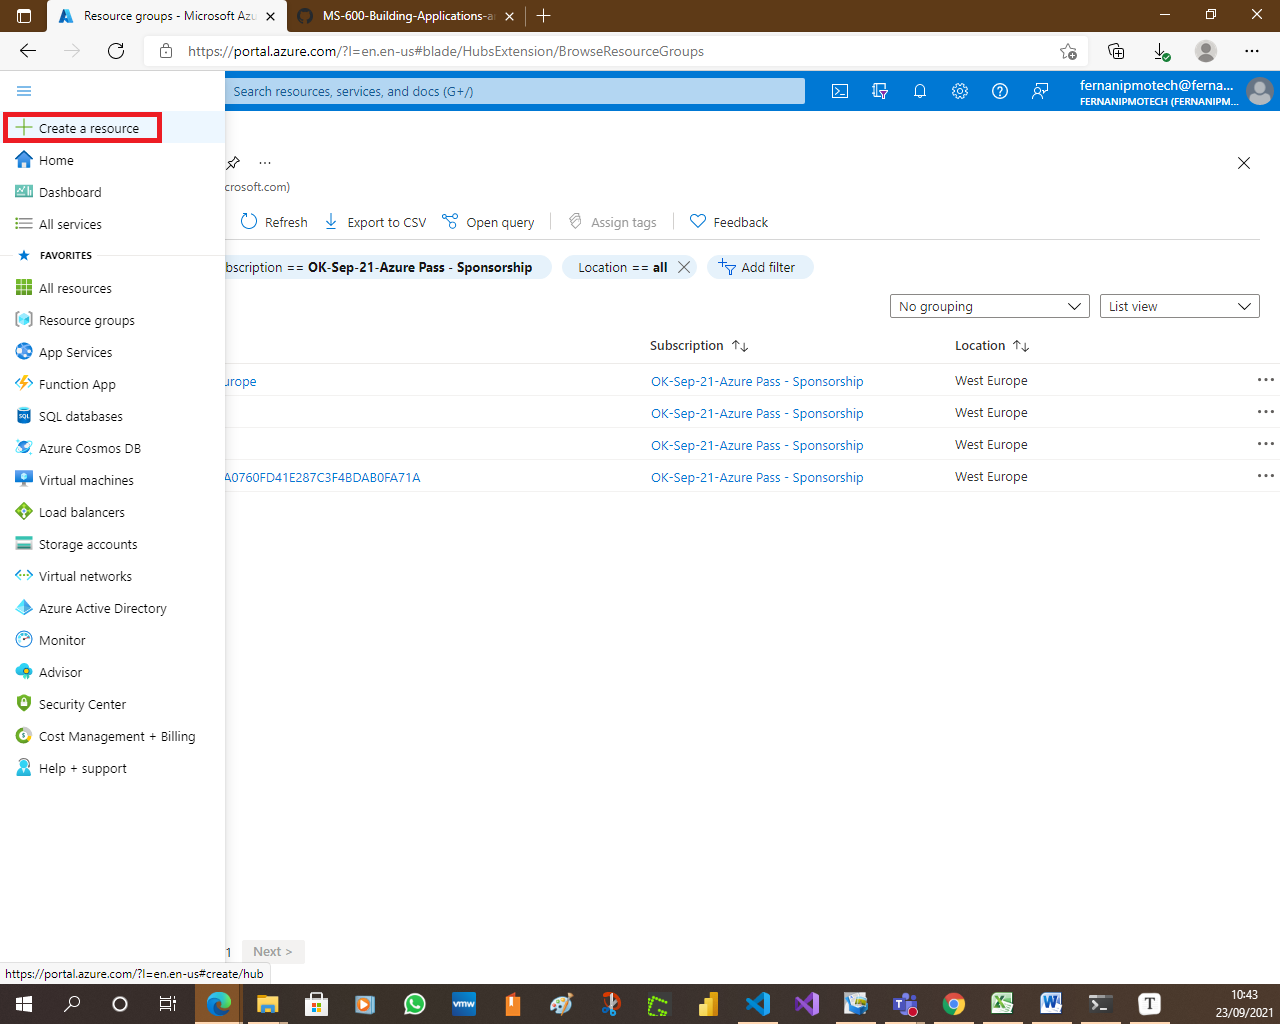 Resource groups - Microsoft Azu
MS-600-Building-Applications-a
https://portal.azure.com/?l=en.en-us#blade/HubsExtension/BrowseResourceGroups
Search resources, services, and docs (G+/)
fernanipmotech@ferna...
FERNANIPMOTECH (FERNANIPM...
Create a resource
Home
Dashboard
All services
FAVORITES
All resources
Resource groups
App Services
Function App
SQL databases
Azure Cosmos DB
Virtual machines
Load balancers
Storage accounts
Virtual networks
Azure Active Directory
Monitor
Advisor
Security Center
Cost Management + Billing
Help + support
...
crosoft.com)
Refresh
Export to CSV
Open query
Assign tags
Feedback
bscription == OK-Sep-21-Azure Pass - Sponsorship
Location == all
Add filter
No grouping
List view
Subscription
Location
urope
OK-Sep-21-Azure Pass - Sponsorship
West Europe
OK-Sep-21-Azure Pass - Sponsorship
West Europe
OK-Sep-21-Azure Pass - Sponsorship
West Europe
A0760FD41E287C3F4BDAB0FA71A
OK-Sep-21-Azure Pass - Sponsorship
West Europe
1
Next >
https://portal.azure.com/?l=en.en-us#create/hub
vmw
T
10:43
23/09/2021